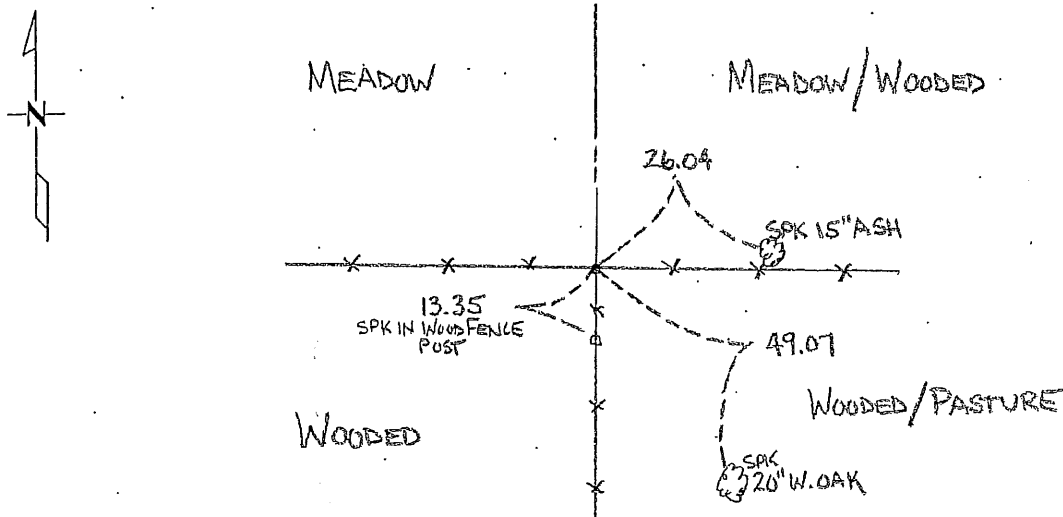 N
MEADOW
MEADOW/WOODED
26.04
SPK 15" ASH
13.35
SPK IN WOOD FENCE
POST
49.07
WOODED/PASTURE
WOODED
SPK
20" W.OAK